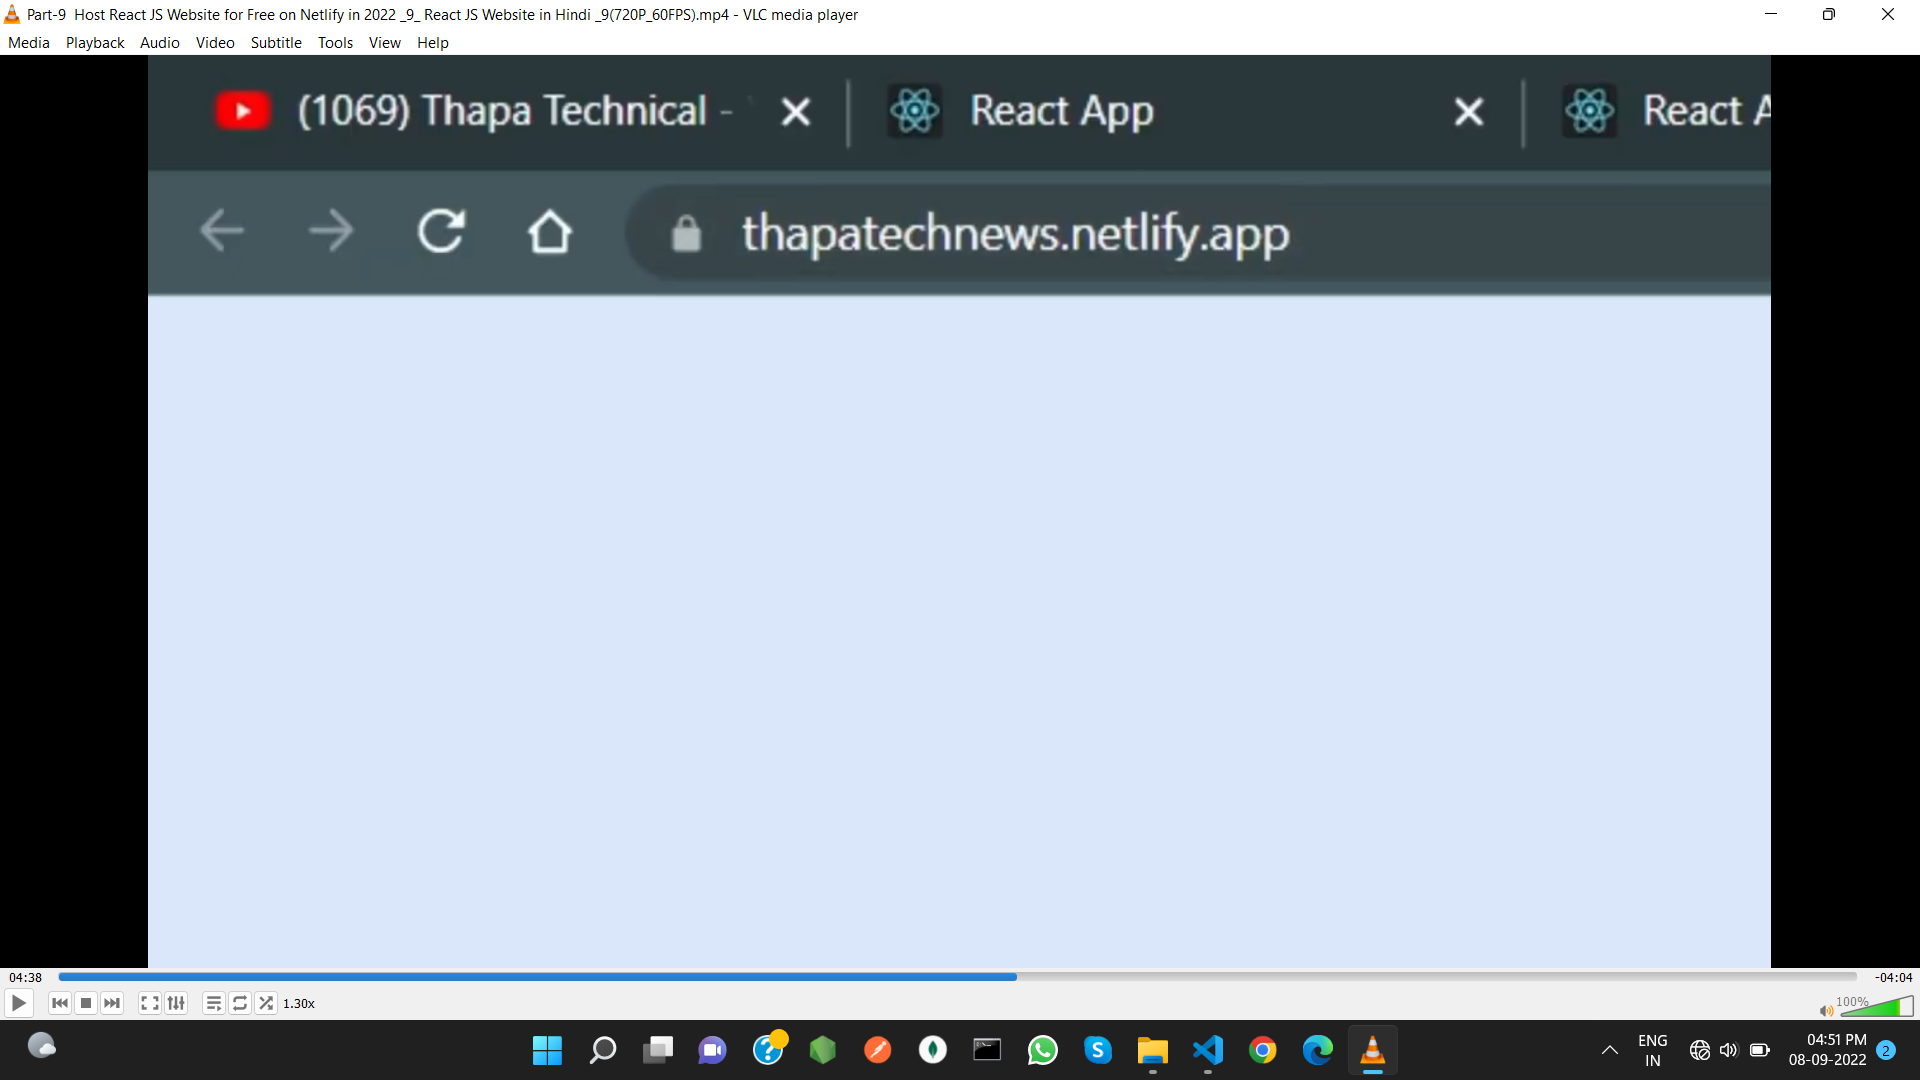 Part-9 Host React JS Website for Free on Netlify in 2022 _9_ React JS Website in Hindi _9(720P_60FPS).mp4 - VLC media player
Media Playback Audio Video Subtitle Tools View Help
(1069) Thapa Technical - React App React A
thapatechnews.netlify.app
04:38 -04:04
1.30x 100%
ENG 04:51 PM
IN 08-09-2022 2